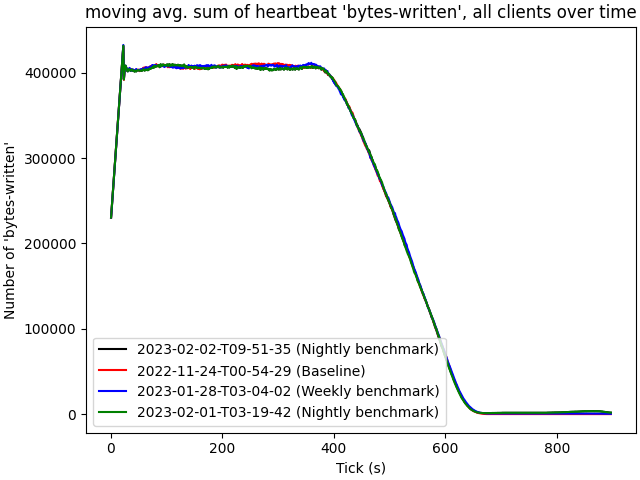 moving avg. sum of heartbeat 'bytes-written', all clients over time
Number of 'bytes-written'
400000
300000
200000
100000
0
2023-02-02-T09-51-35 (Nightly benchmark)
2022-11-24-T00-54-29 (Baseline)
2023-01-28-T03-04-02 (Weekly benchmark)
2023-02-01-T03-19-42 (Nightly benchmark)
0 200 400 600 800
Tick (s)